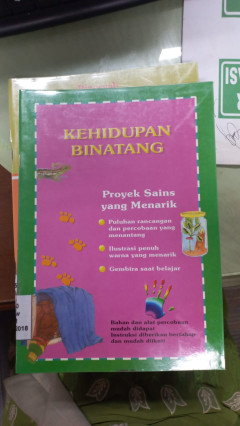 KEHIDUPAN
BINATANG
Proyek Sains
yang Menarik
Puluhan rancangan
dan percobaan yang
menantang
Ilustrasi penuh
warna yang menarik
Gembira saat belajar
Bahan dan alat percobaan
mudah didapat
Instruksi diberikan bertahap
dan mudah diikuti
2018